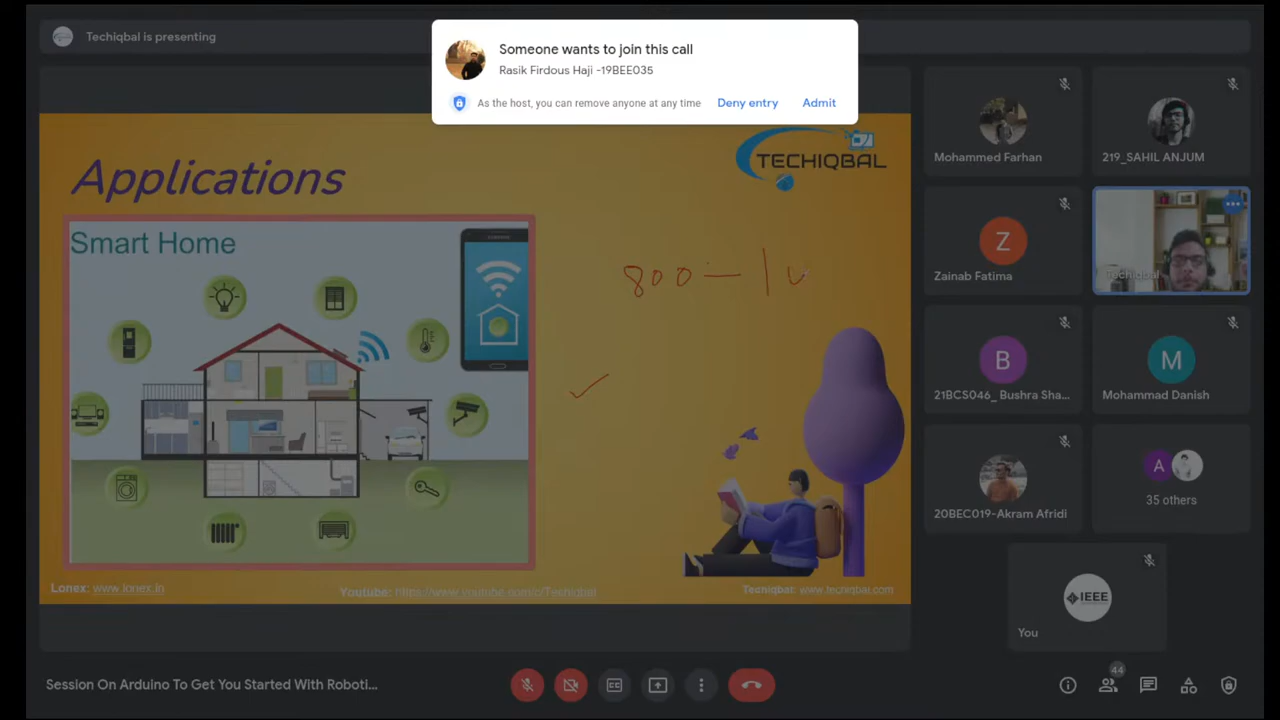 Techiqbal is presenting
Someone wants to join this call
Rasik Firdous Haji -19BEE035
As the host, you can remove anyone at any time
Deny entry
Admit
Applications
TECHIQBAL
Smart Home
800 – 1
Lonex: www.lonex.in
Youtube: https://www.youtube.com/c/Techiqbal
Techiqbal: www.techiqbal.com
Mohammed Farhan
219_SAHIL ANJUM
Z
Zainab Fatima
Techiqbal
B
21BCS046_ Bushra Sha...
M
Mohammad Danish
20BEC019-Akram Afridi
A
35 others
IEEE
You
Session On Arduino To Get You Started With Roboti...
44